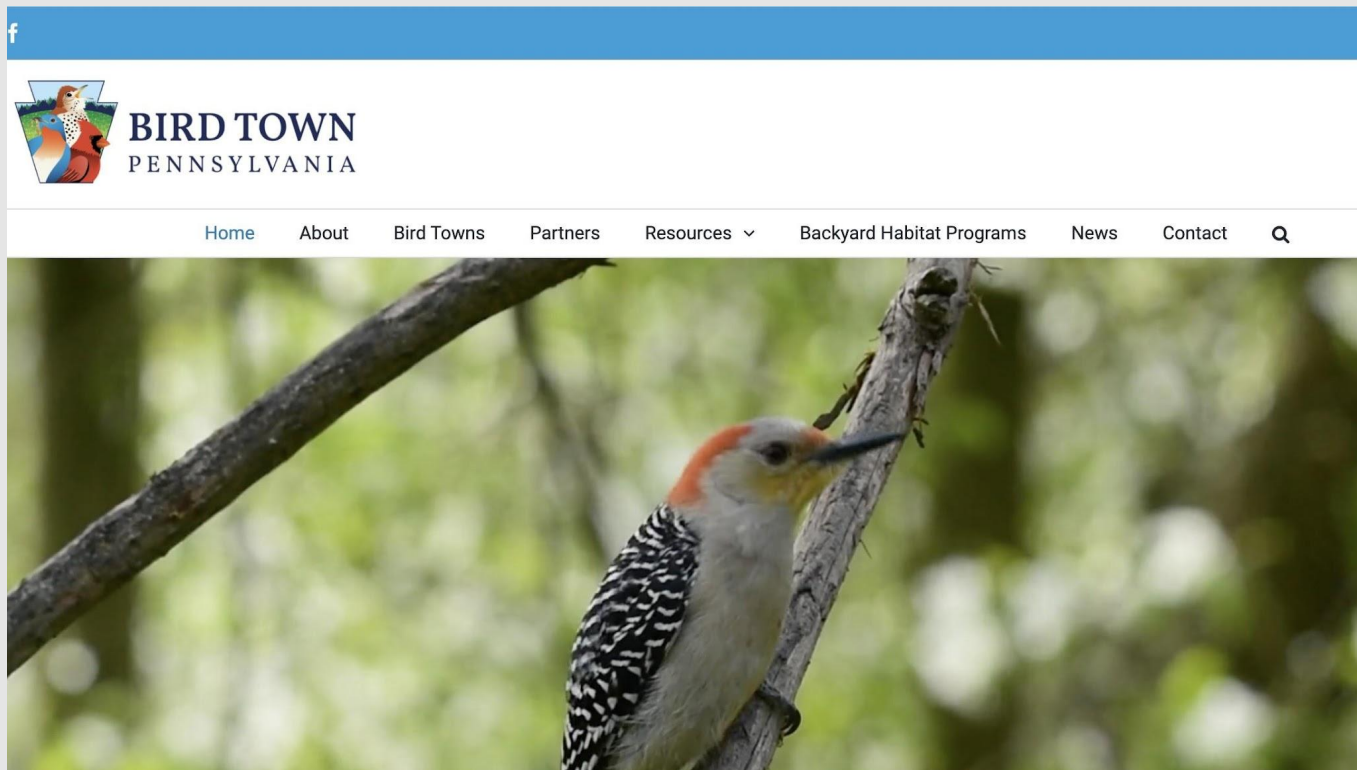 f
BIRD TOWN
PENNSYLVANIA
Home About Bird Towns Partners Resources Backyard Habitat Programs News Contact